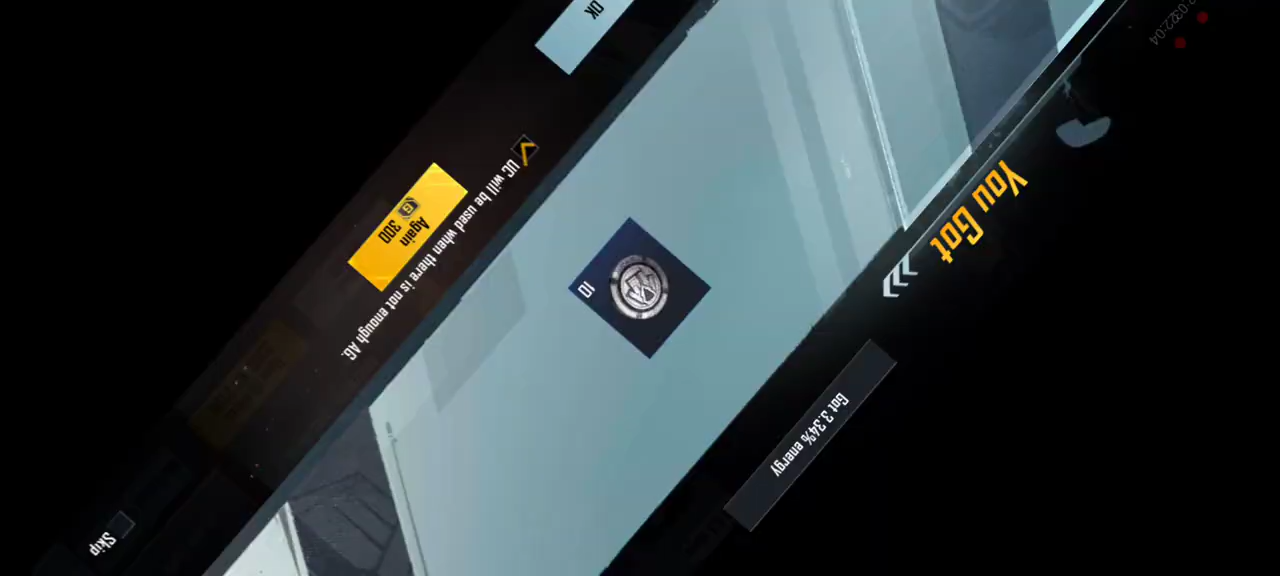 You Got
Got 3.34% energy
10
UC will be used when there is not enough AG.
Again
300
OK
Skip